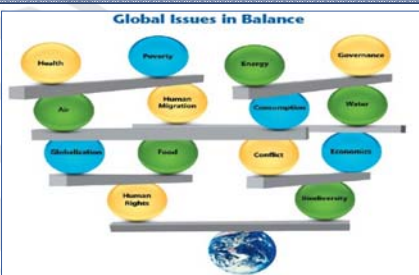 Global Issues in Balance
Health
Poverty
Energy
Governance
Air
Human
Migration
Consumption
Water
Globalization
Food
Conflict
Economics
Human
Rights
Biodiversity